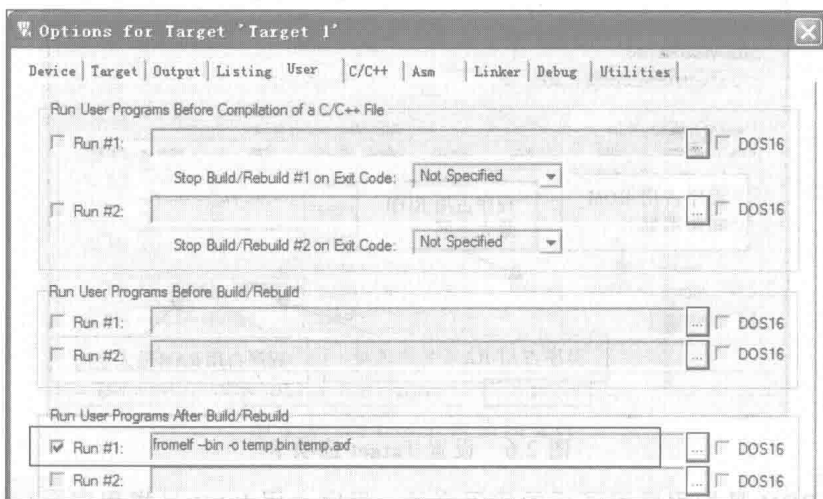 Options for Target 'Target 1'
Device | Target | Output | Listing User | C/C++ | Asm | Linker | Debug | Utilities |
Run User Programs Before Compilation of a C/C++ File
Run #1: ... DOS16
Stop Build/Rebuild #1 on Exit Code: Not Specified
Run #2: ... DOS16
Stop Build/Rebuild #2 on Exit Code: Not Specified
Run User Programs Before Build/Rebuild
Run #1: ... DOS16
Run #2: ... DOS16
Run User Programs After Build/Rebuild
Run #1: fromelf -bin -o temp.bin temp.axf ... DOS16
Run #2: ... DOS16